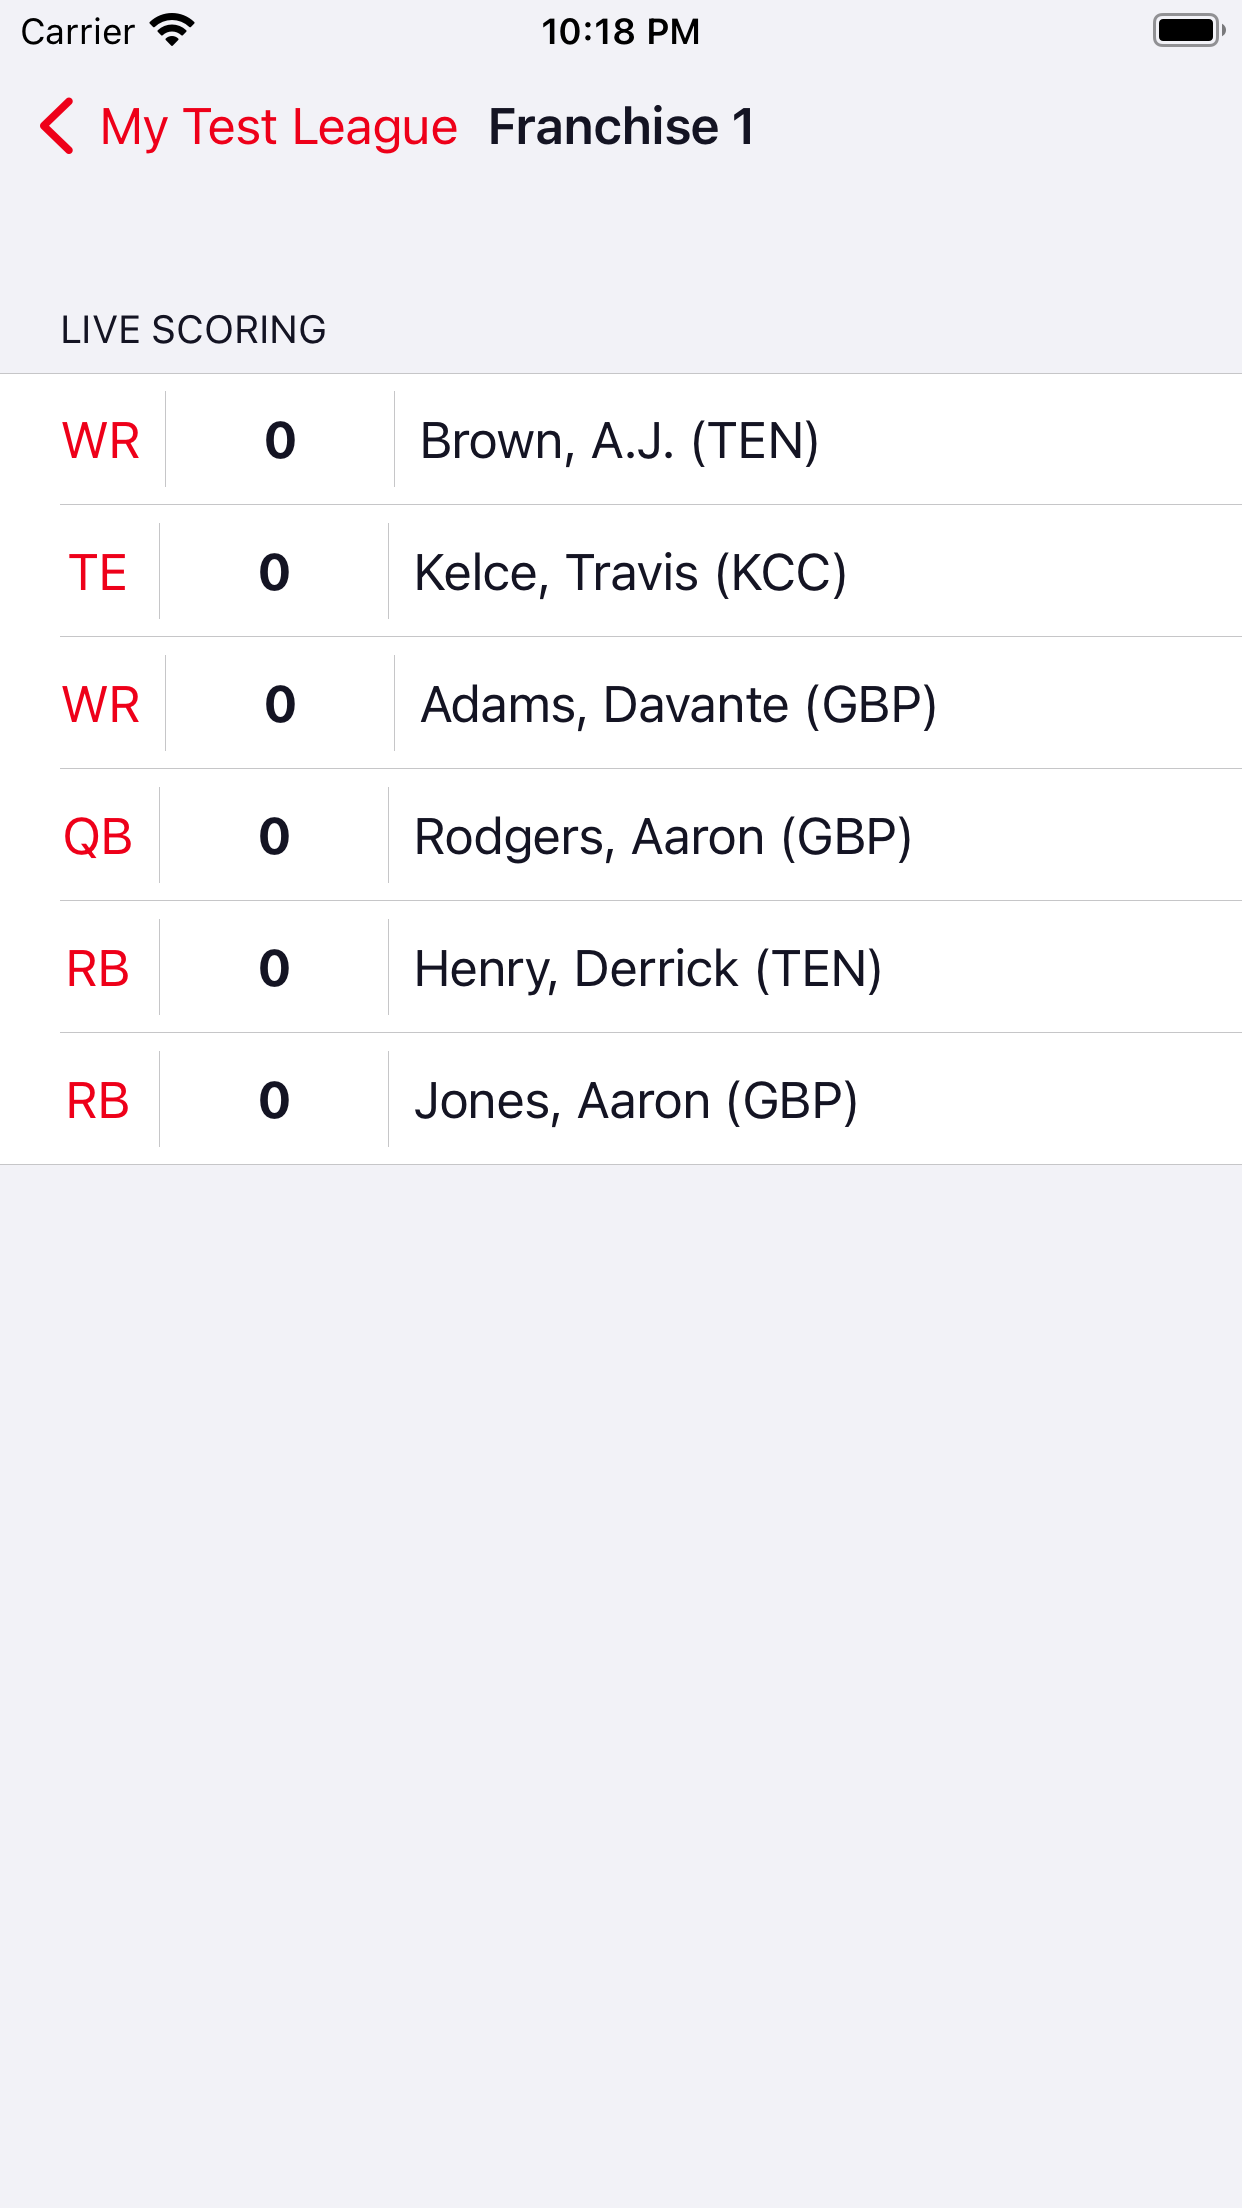 Carrier 10:18 PM
My Test League Franchise 1
LIVE SCORING
WR 0 Brown, A.J. (TEN)
TE 0 Kelce, Travis (KCC)
WR 0 Adams, Davante (GBP)
QB 0 Rodgers, Aaron (GBP)
RB 0 Henry, Derrick (TEN)
RB 0 Jones, Aaron (GBP)